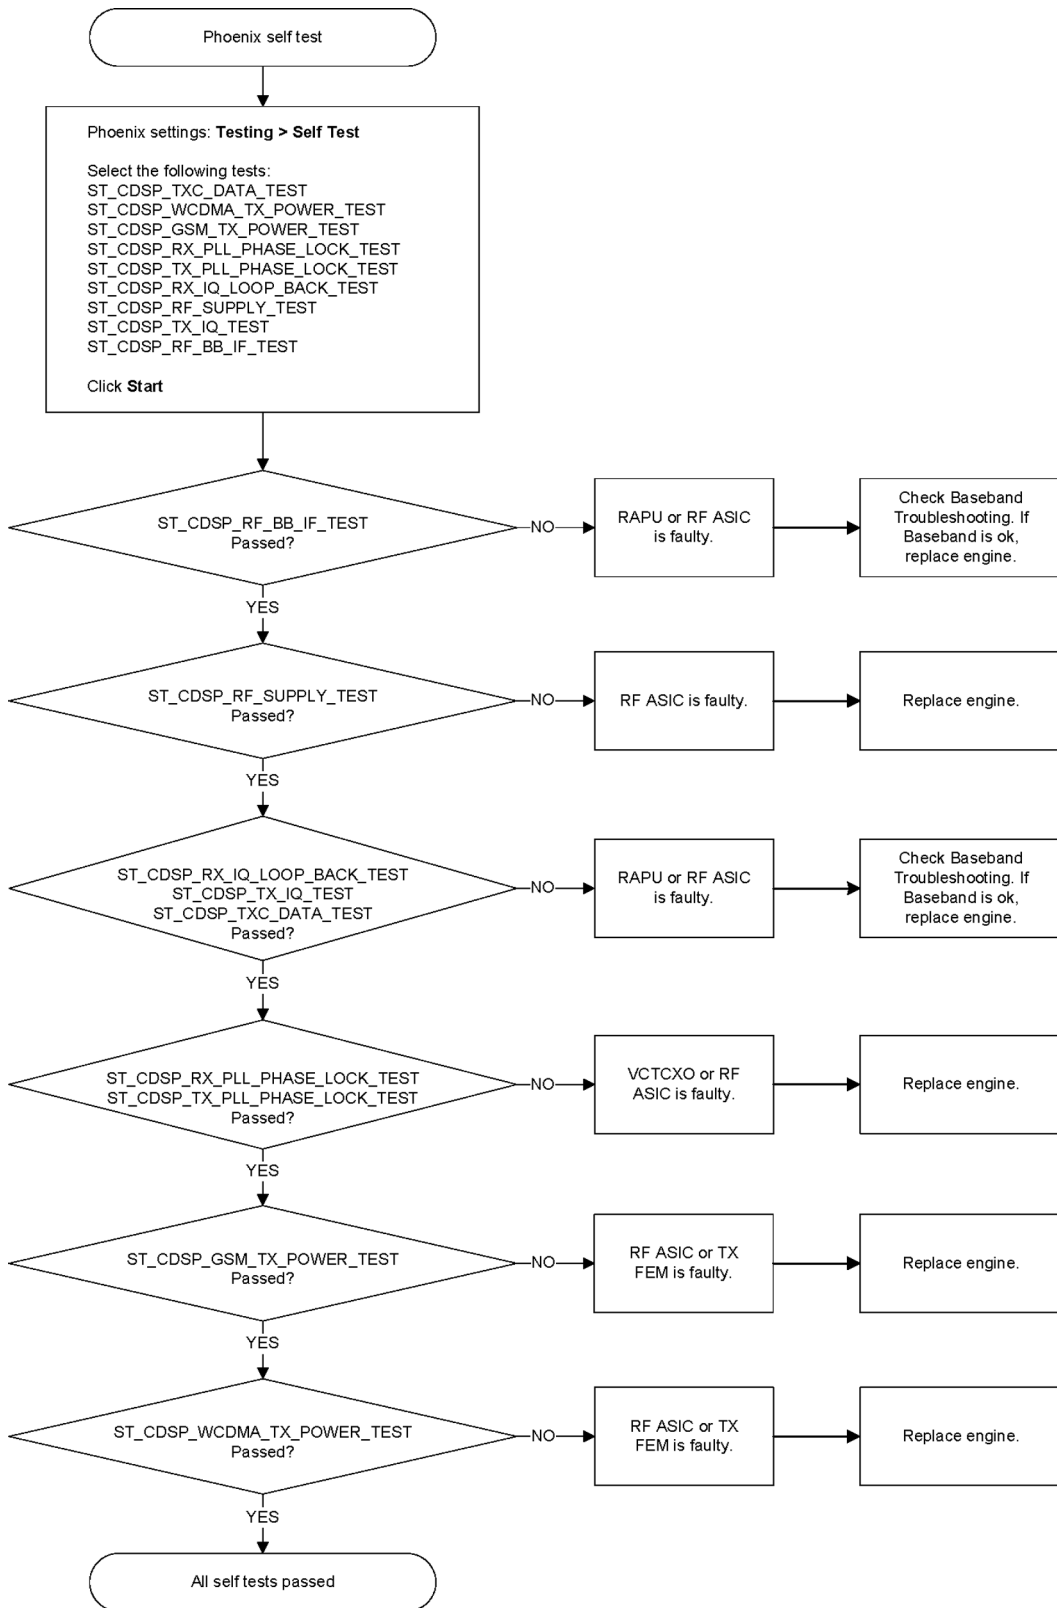 Phoenix self test
Phoenix settings: Testing > Self Test
Select the following tests:
ST_CDSP_TXC_DATA_TEST
ST_CDSP_WCDMA_TX_POWER_TEST
ST_CDSP_GSM_TX_POWER_TEST
ST_CDSP_RX_PLL_PHASE_LOCK_TEST
ST_CDSP_TX_PLL_PHASE_LOCK_TEST
ST_CDSP_RX_IQ_LOOP_BACK_TEST
ST_CDSP_RF_SUPPLY_TEST
ST_CDSP_TX_IQ_TEST
ST_CDSP_RF_BB_IF_TEST
Click Start
ST_CDSP_RF_BB_IF_TEST
Passed?
NO
RAPU or RF ASIC
is faulty.
Check Baseband
Troubleshooting. If
Baseband is ok,
replace engine.
YES
ST_CDSP_RF_SUPPLY_TEST
Passed?
NO
RF ASIC is faulty.
Replace engine.
YES
ST_CDSP_RX_IQ_LOOP_BACK_TEST
ST_CDSP_TX_IQ_TEST
ST_CDSP_TXC_DATA_TEST
Passed?
NO
RAPU or RF ASIC
is faulty.
Check Baseband
Troubleshooting. If
Baseband is ok,
replace engine.
YES
ST_CDSP_RX_PLL_PHASE_LOCK_TEST
ST_CDSP_TX_PLL_PHASE_LOCK_TEST
Passed?
NO
VCTCXO or RF
ASIC is faulty.
Replace engine.
YES
ST_CDSP_GSM_TX_POWER_TEST
Passed?
NO
RF ASIC or TX
FEM is faulty.
Replace engine.
YES
ST_CDSP_WCDMA_TX_POWER_TEST
Passed?
NO
RF ASIC or TX
FEM is faulty.
Replace engine.
YES
All self tests passed